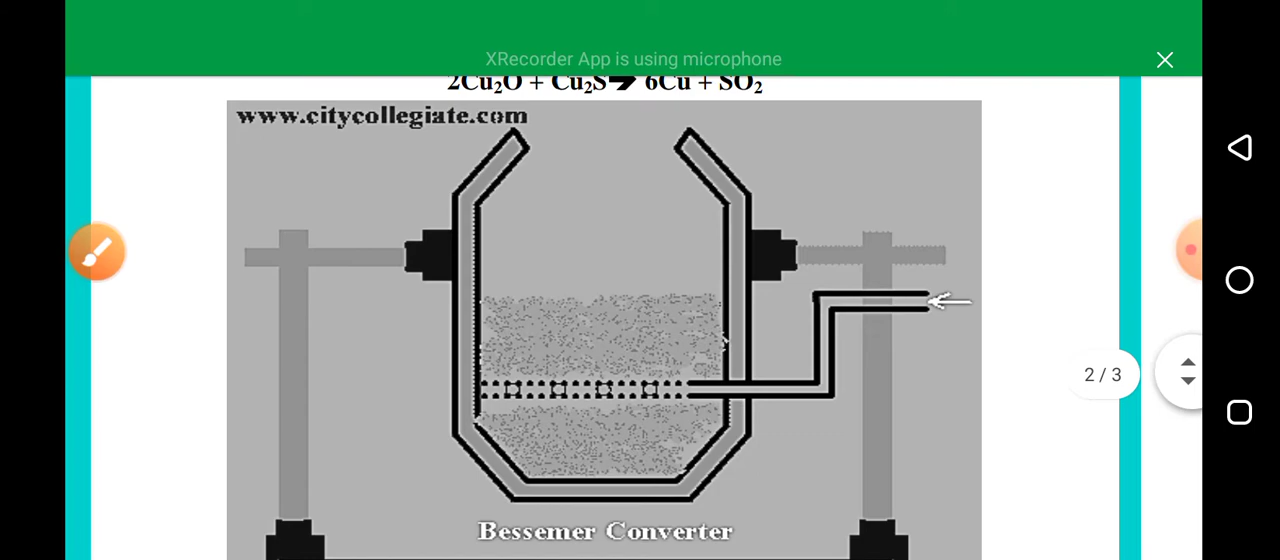 XRecorder App is using microphone
2Cu₂O + Cu₂S➔ 6Cu + SO₂
www.citycollegiate.com
2 / 3
Bessemer Converter